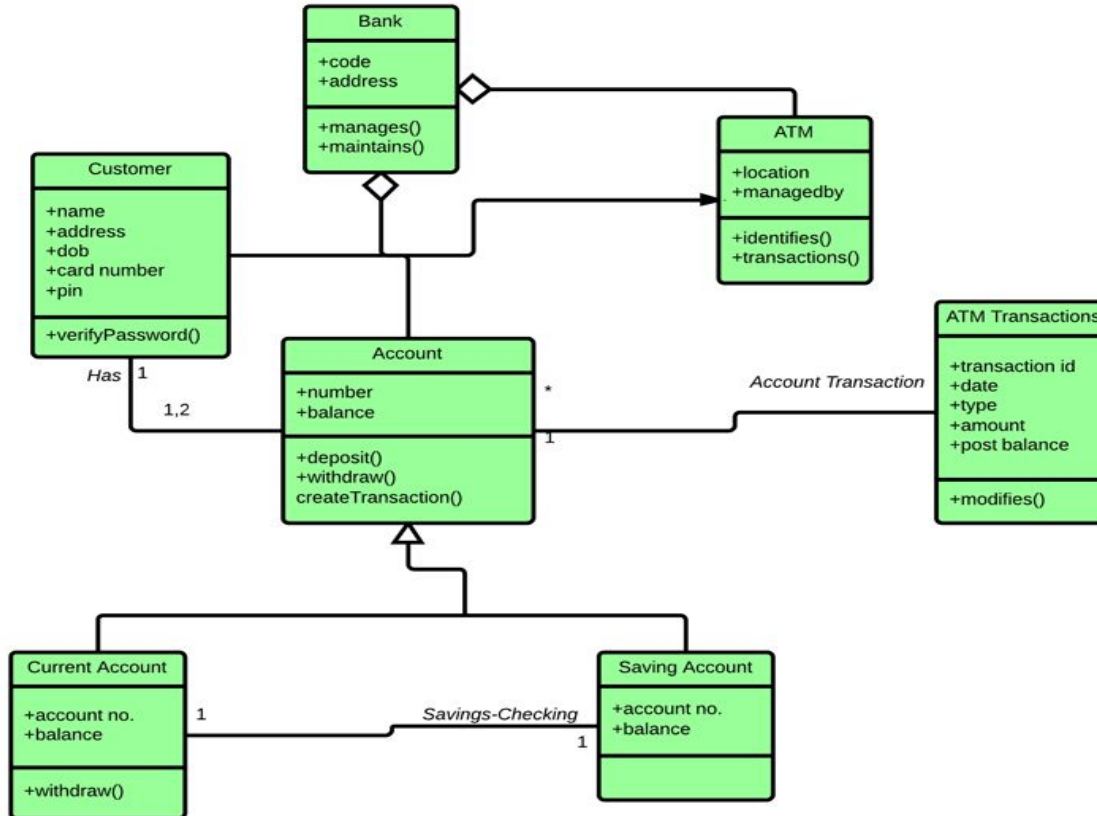 Bank
+code
+address
+manages()
+maintains()
ATM
+location
+managedby
+identifies()
+transactions()
Customer
+name
+address
+dob
+card number
+pin
+verifyPassword()
Has
1
1,2
Account
+number
+balance
+deposit()
+withdraw()
createTransaction()
*
1
Account Transaction
ATM Transactions
+transaction id
+date
+type
+amount
+post balance
+modifies()
Current Account
+account no.
+balance
+withdraw()
1
Savings-Checking
1
Saving Account
+account no.
+balance